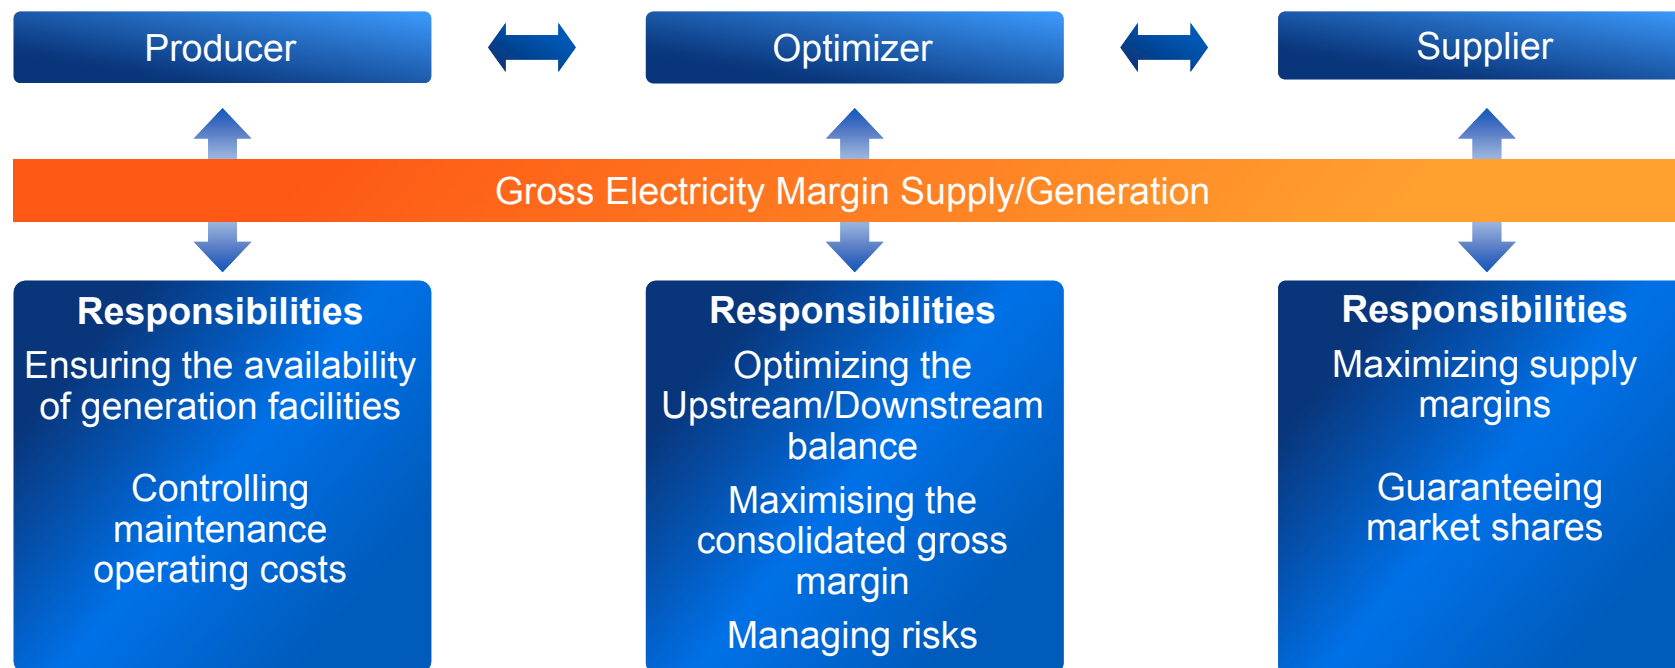 Producer
Optimizer
Supplier
Gross Electricity Margin Supply/Generation
Responsibilities
Ensuring the availability
of generation facilities
Controlling
maintenance
operating costs
Responsibilities
Optimizing the
Upstream/Downstream
balance
Maximising the
consolidated gross
margin
Managing risks
Responsibilities
Maximizing supply
margins
Guaranteeing
market shares